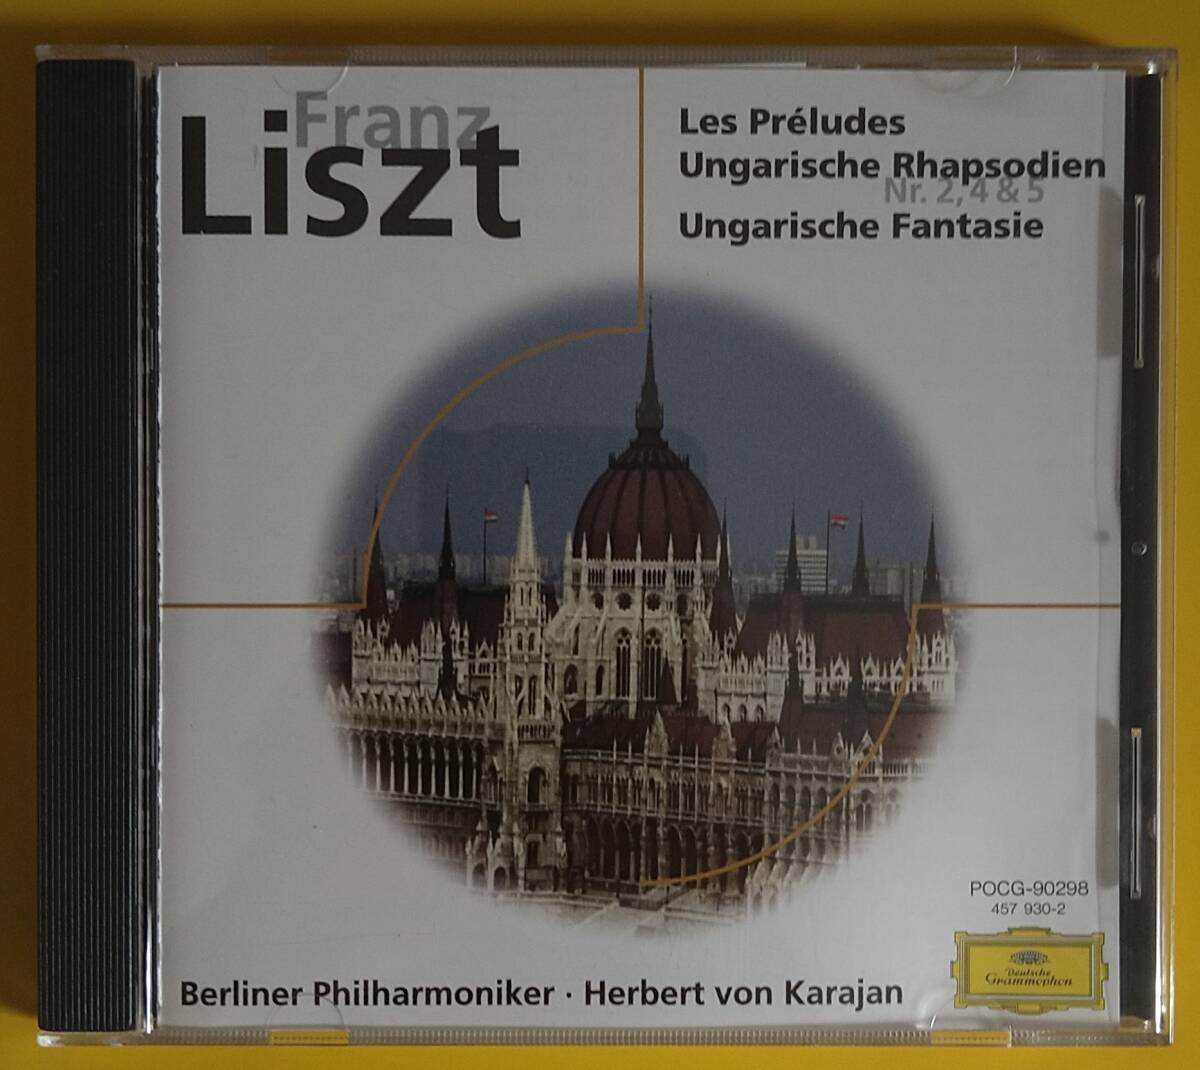 Franz
Liszt
Les Préludes
Ungarische Rhapsodien
Nr. 2, 4 & 5
Ungarische Fantasie
POCG-90298
457 930-2
Deutsche
Grammophon
Berliner Philharmoniker · Herbert von Karajan